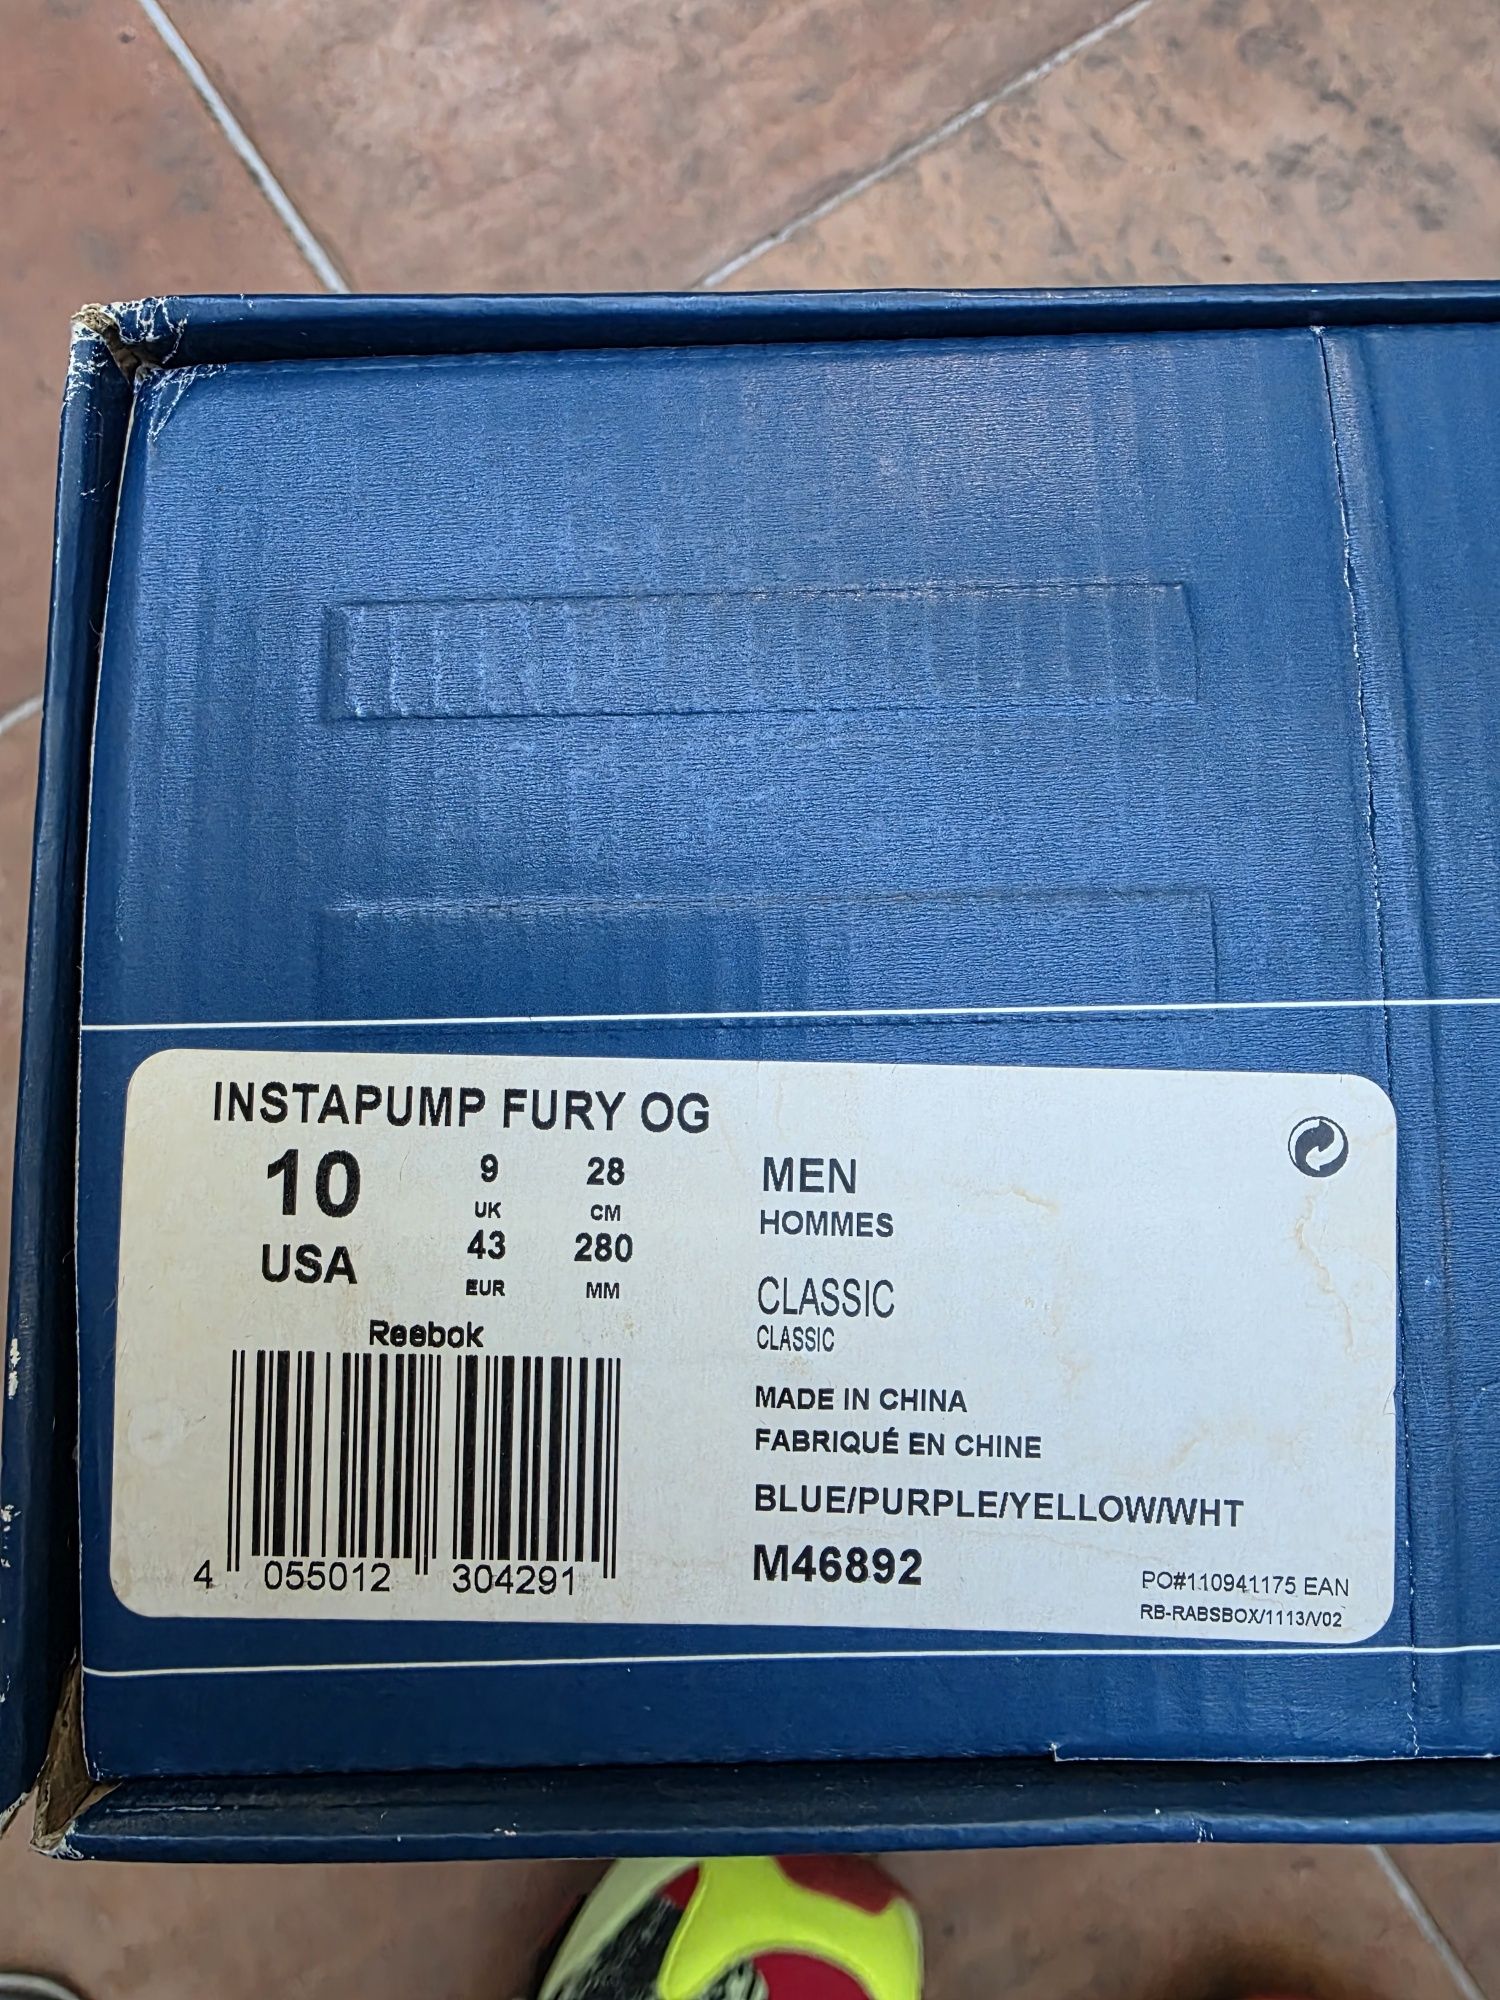 INSTAPUMP FURY OG
10 9 28
UK CM
USA 43 280
EUR MM
Reebok
4 055012 304291
MEN
HOMMES
CLASSIC
CLASSIC
MADE IN CHINA
FABRIQUÉ EN CHINE
BLUE/PURPLE/YELLOW/WHT
M46892
PO#110941175 EAN
RB-RABSBOX/1113/V02